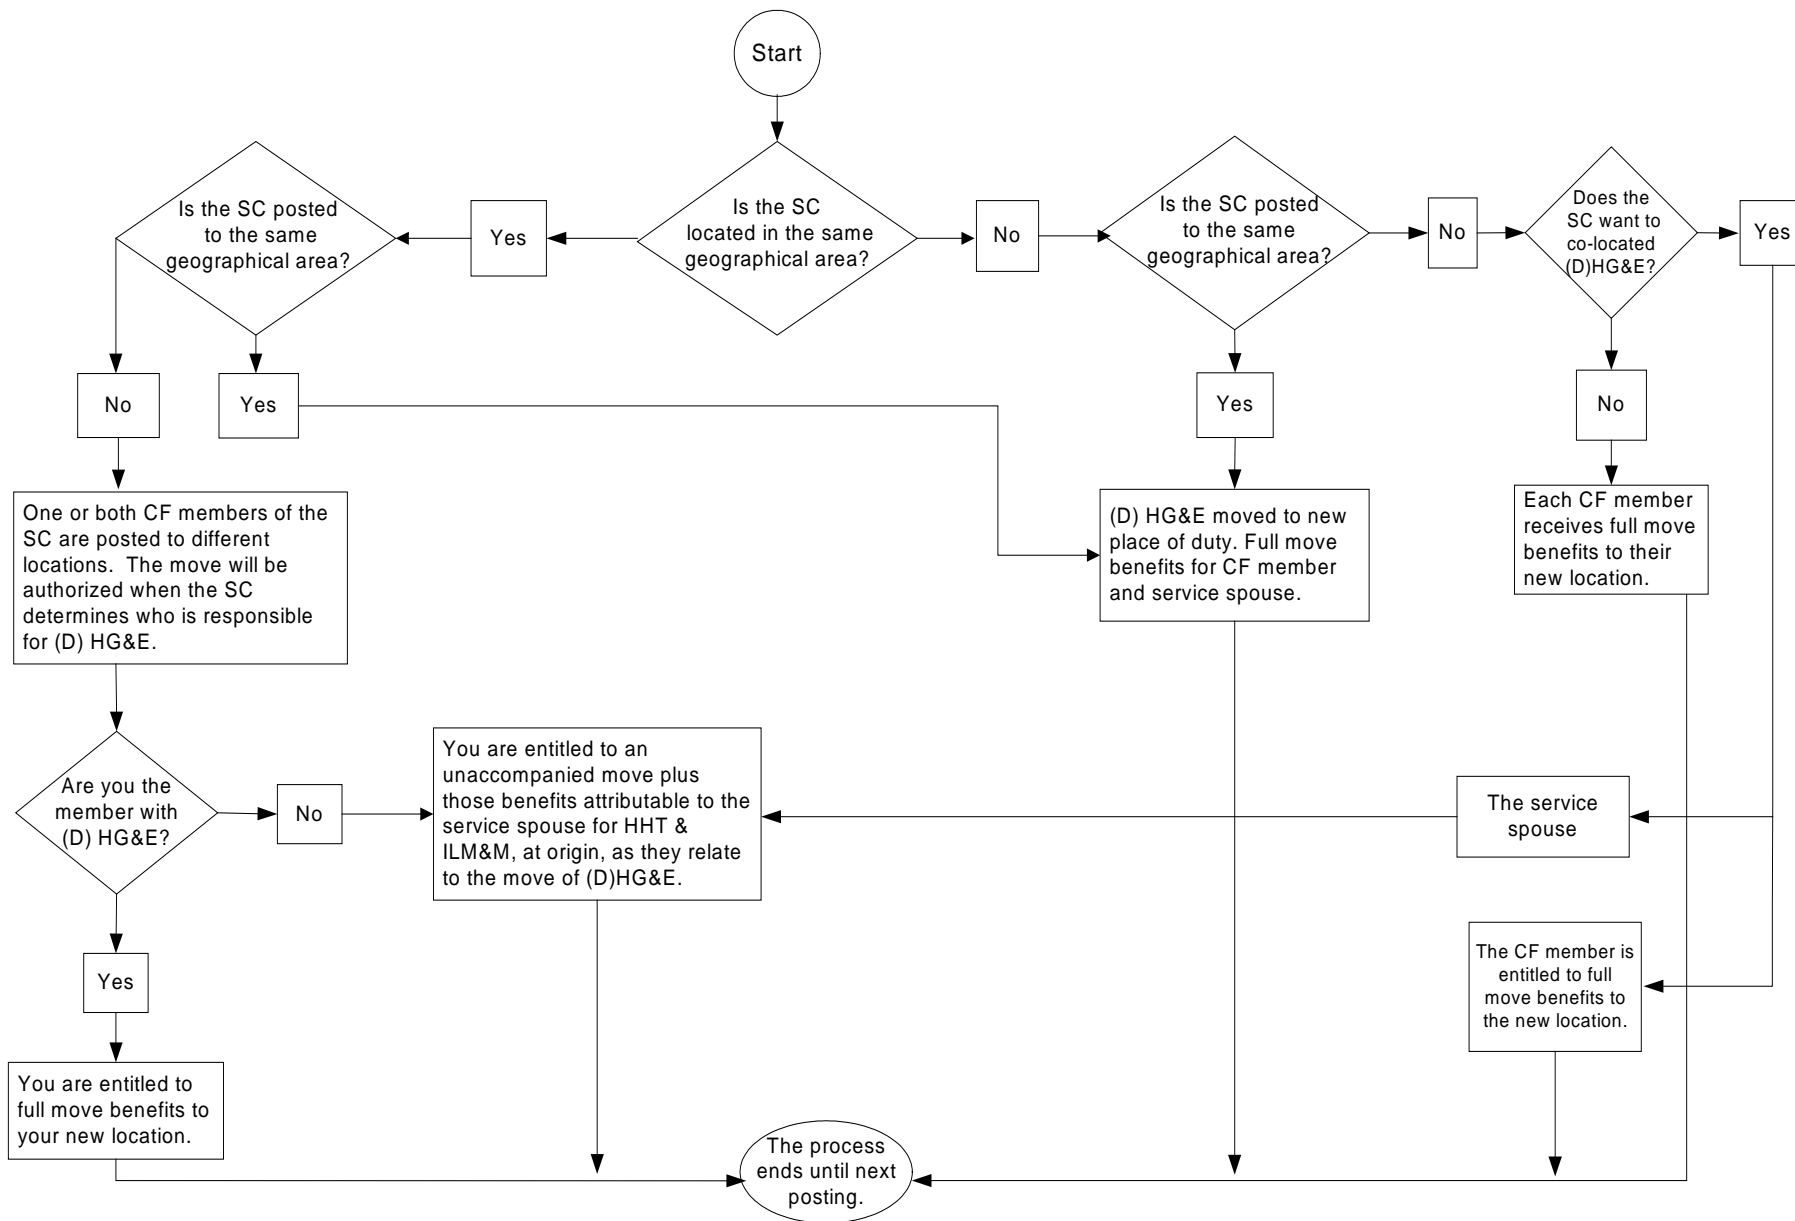 Start
Is the SC
located in the same
geographical area?
Yes
Is the SC posted
to the same
geographical area?
No
Yes
One or both CF members of the
SC are posted to different
locations.  The move will be
authorized when the SC
determines who is responsible
for (D) HG&E.
Are you the
member with
(D) HG&E?
No
You are entitled to an
unaccompanied move plus
those benefits attributable to the
service spouse for HHT &
ILM&M, at origin, as they relate
to the move of (D)HG&E.
Yes
You are entitled to
full move benefits to
your new location.
No
Is the SC posted
to the same
geographical area?
Yes
(D) HG&E moved to new
place of duty. Full move
benefits for CF member
and service spouse.
No
Does the
SC want to
co-located
(D)HG&E?
Yes
No
Each CF member
receives full move
benefits to their
new location.
The service
spouse
The CF member is
entitled to full
move benefits to
the new location.
The process
ends until next
posting.